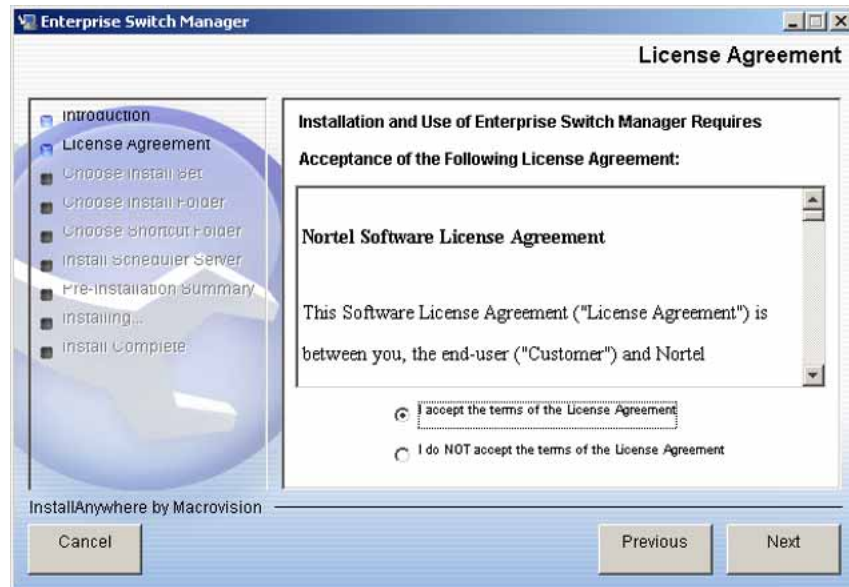 Enterprise Switch Manager
License Agreement
Introduction
License Agreement
Choose Install Set
Choose Install Folder
Choose Shortcut Folder
Install Scheduler Server
Pre-Installation Summary
Installing...
Install Complete
Installation and Use of Enterprise Switch Manager Requires
Acceptance of the Following License Agreement:
Nortel Software License Agreement
This Software License Agreement ("License Agreement") is
between you, the end-user ("Customer") and Nortel
I accept the terms of the License Agreement
I do NOT accept the terms of the License Agreement
InstallAnywhere by Macrovision
Cancel
Previous
Next